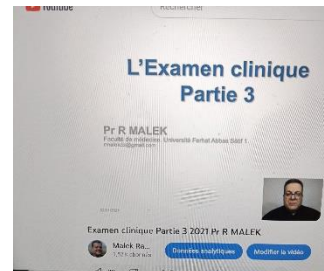 YouTube
Rechercher
L'Examen clinique
Partie 3
Pr R MALEK
Faculté de médecine, Université Farhat Abbas Sétif 1
Examen clinique Partie 3 2021 Pr R MALEK
Malek Ra...
Données analytiques
Modifier la vidéo